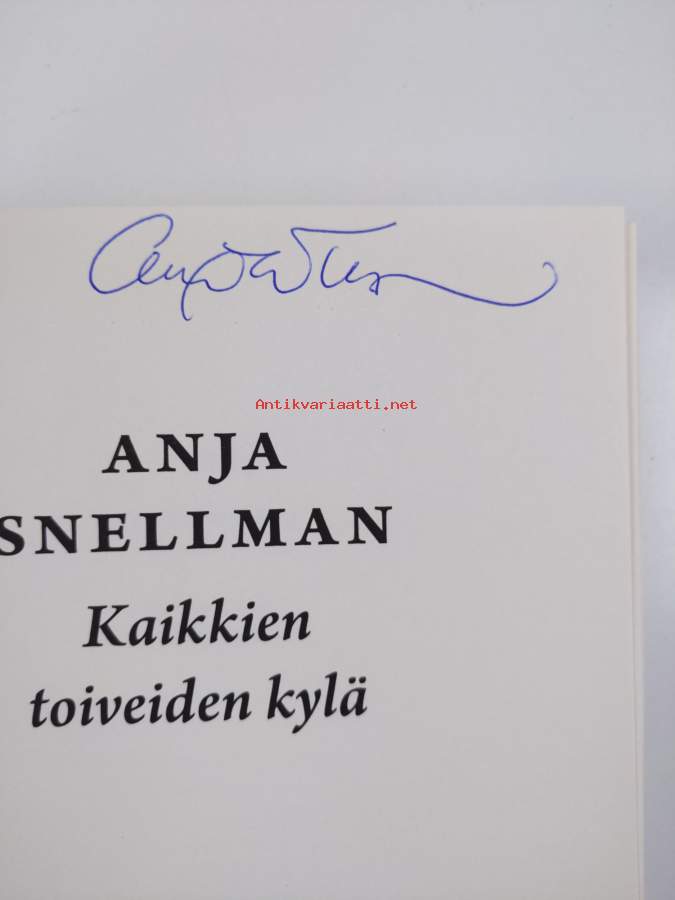 Antikvariaatti.net
ANJA
SNELLMAN
Kaikkien
toiveiden kylä